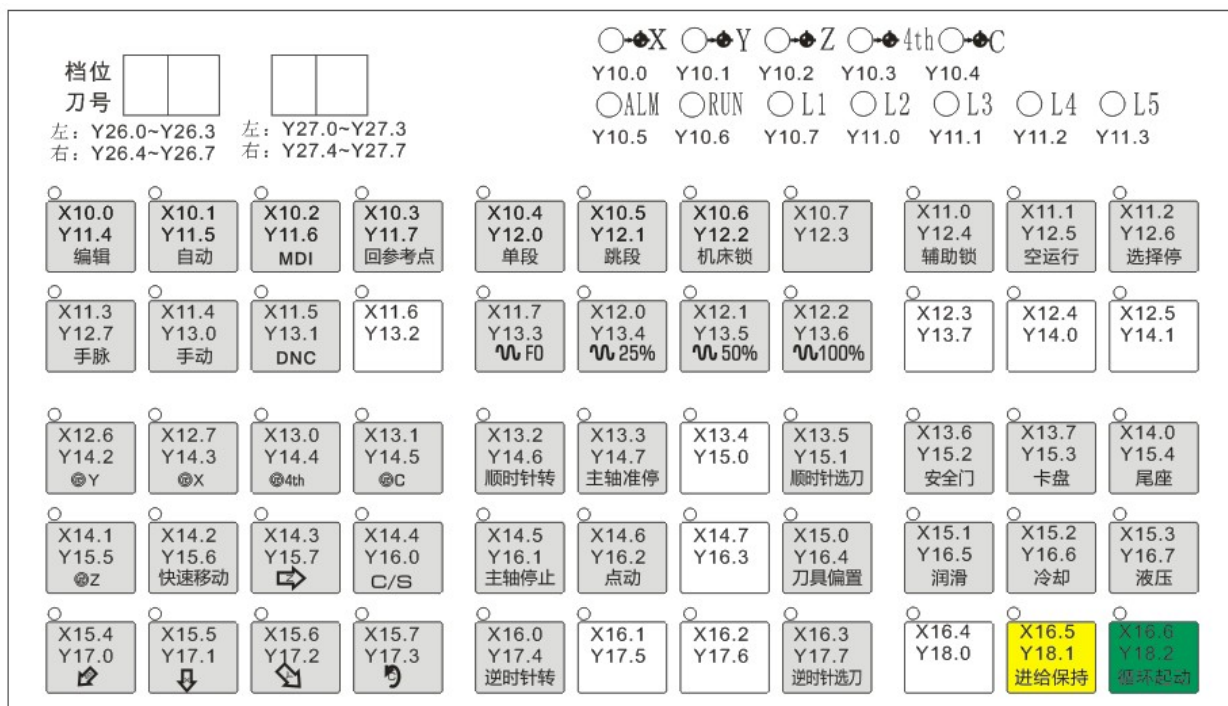 X Y Z 4th C
档位
刀号
Y10.0 Y10.1 Y10.2 Y10.3 Y10.4
ALM RUN L1 L2 L3 L4 L5
左：Y26.0~Y26.3 左：Y27.0~Y27.3
右：Y26.4~Y26.7 右：Y27.4~Y27.7
Y10.5 Y10.6 Y10.7 Y11.0 Y11.1 Y11.2 Y11.3
X10.0 X10.1 X10.2 X10.3 X10.4 X10.5 X10.6 X10.7 X11.0 X11.1 X11.2
Y11.4 Y11.5 Y11.6 Y11.7 Y12.0 Y12.1 Y12.2 Y12.3 Y12.4 Y12.5 Y12.6
编辑 自动 MDI 回参考点 单段 跳段 机床锁 辅助锁 空运行 选择停
X11.3 X11.4 X11.5 X11.6 X11.7 X12.0 X12.1 X12.2 X12.3 X12.4 X12.5
Y12.7 Y13.0 Y13.1 Y13.2 Y13.3 Y13.4 Y13.5 Y13.6 Y13.7 Y14.0 Y14.1
手脉 手动 DNC F0 25% 50% 100%
X12.6 X12.7 X13.0 X13.1 X13.2 X13.3 X13.4 X13.5 X13.6 X13.7 X14.0
Y14.2 Y14.3 Y14.4 Y14.5 Y14.6 Y14.7 Y15.0 Y15.1 Y15.2 Y15.3 Y15.4
Y X 4th C 顺时针转 主轴准停 顺时针选刀 安全门 卡盘 尾座
X14.1 X14.2 X14.3 X14.4 X14.5 X14.6 X14.7 X15.0 X15.1 X15.2 X15.3
Y15.5 Y15.6 Y15.7 Y16.0 Y16.1 Y16.2 Y16.3 Y16.4 Y16.5 Y16.6 Y16.7
Z 快速移动 C/S 主轴停止 点动 刀具偏置 润滑 冷却 液压
X15.4 X15.5 X15.6 X15.7 X16.0 X16.1 X16.2 X16.3 X16.4 X16.5 X16.6
Y17.0 Y17.1 Y17.2 Y17.3 Y17.4 Y17.5 Y17.6 Y17.7 Y18.0 Y18.1 Y18.2
逆时针转 逆时针选刀 进给保持 循环起动